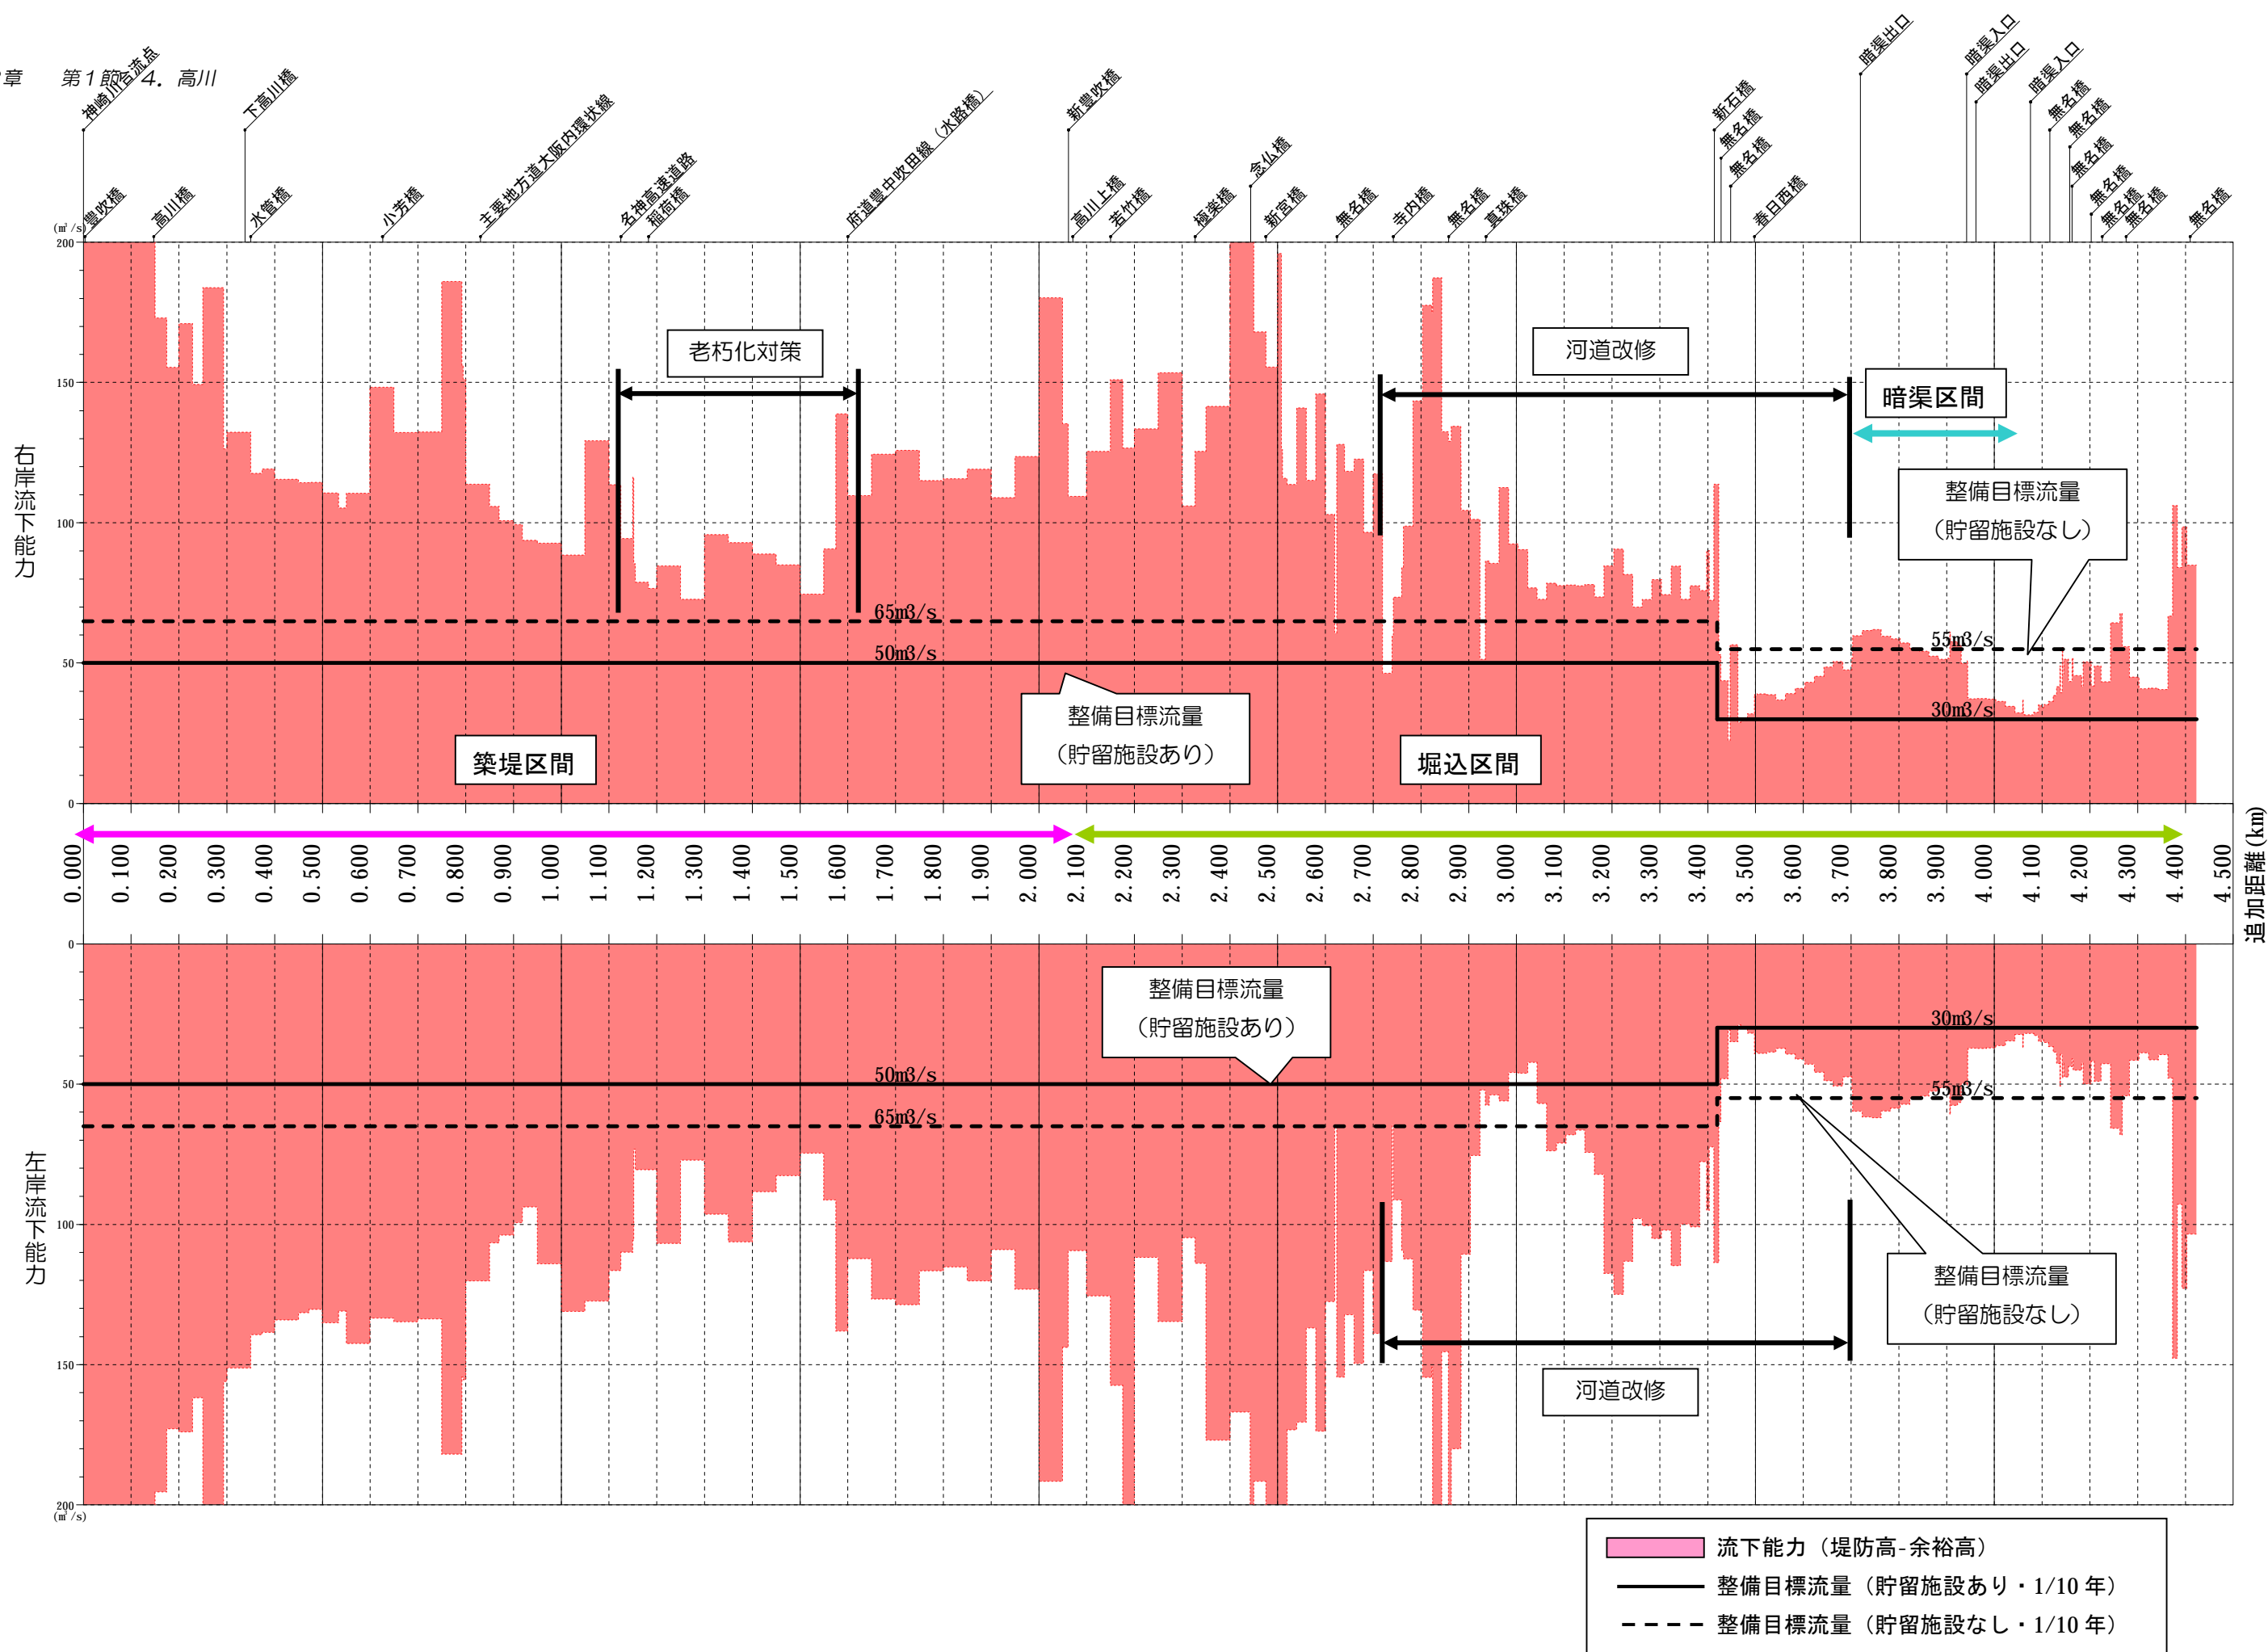 章　第1節　4. 高川
神崎川合流点
豊吹橋
高川橋
下高川橋
水管橋
小芳橋
主要地方道大阪内環状線
名神高速道路
稲荷橋
府道豊中吹田線（水路橋）
新豊吹橋
高川上橋
若竹橋
極楽橋
念仏橋
新宮橋
無名橋
寺内橋
無名橋
真珠橋
新石橋
無名橋
無名橋
春日西橋
暗渠出口
暗渠入口
暗渠出口
暗渠入口
無名橋
無名橋
無名橋
無名橋
無名橋
無名橋
無名橋
(㎥/s)
200
150
100
50
0
右岸流下能力
老朽化対策
河道改修
暗渠区間
整備目標流量
（貯留施設なし）
65m3/s
50m3/s
55m3/s
30m3/s
整備目標流量
（貯留施設あり）
築堤区間
堀込区間
0.000
0.100
0.200
0.300
0.400
0.500
0.600
0.700
0.800
0.900
1.000
1.100
1.200
1.300
1.400
1.500
1.600
1.700
1.800
1.900
2.000
2.100
2.200
2.300
2.400
2.500
2.600
2.700
2.800
2.900
3.000
3.100
3.200
3.300
3.400
3.500
3.600
3.700
3.800
3.900
4.000
4.100
4.200
4.300
4.400
4.500
追加距離(km)
0
50
100
150
200
(㎥/s)
左岸流下能力
整備目標流量
（貯留施設あり）
30m3/s
50m3/s
55m3/s
65m3/s
整備目標流量
（貯留施設なし）
河道改修
流下能力（堤防高-余裕高）
整備目標流量（貯留施設あり・1/10 年）
整備目標流量（貯留施設なし・1/10 年）